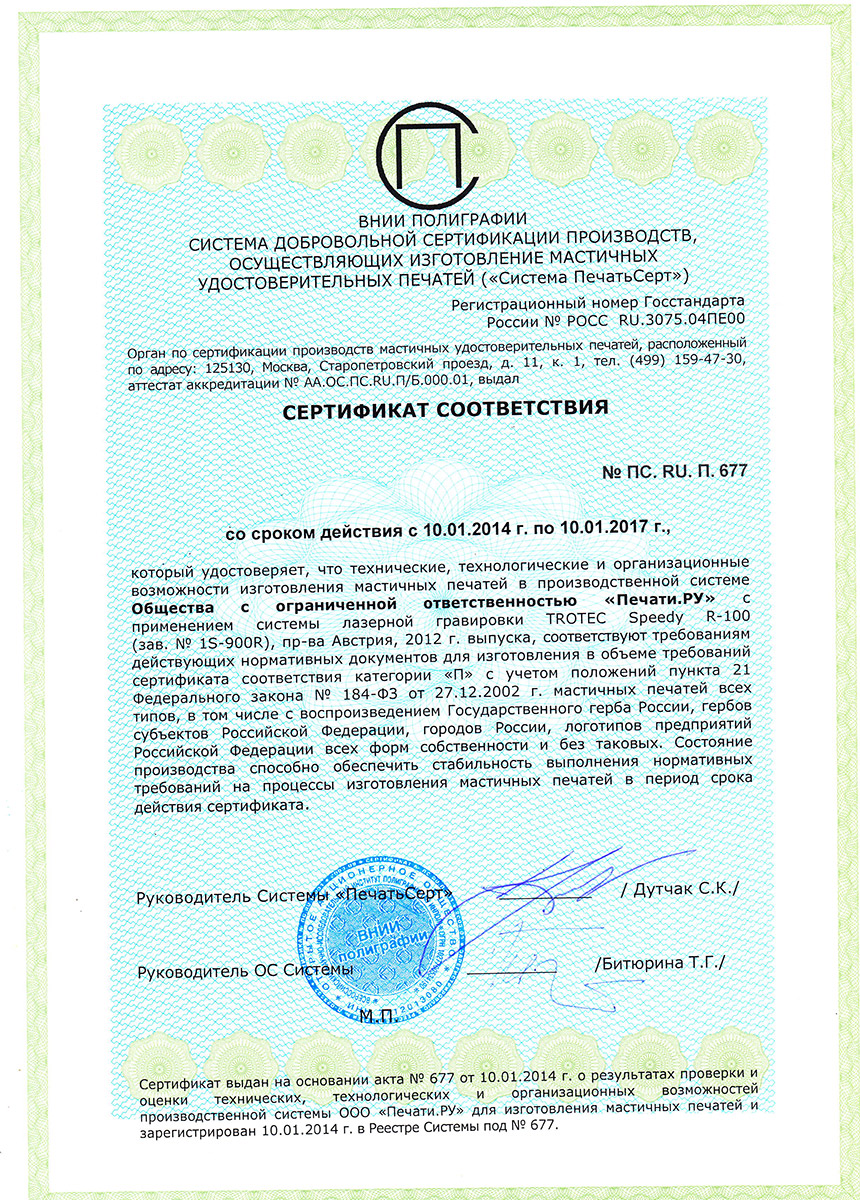 П
ВНИИ ПОЛИГРАФИИ
СИСТЕМА ДОБРОВОЛЬНОЙ СЕРТИФИКАЦИИ ПРОИЗВОДСТВ,
ОСУЩЕСТВЛЯЮЩИХ ИЗГОТОВЛЕНИЕ МАСТИЧНЫХ
УДОСТОВЕРИТЕЛЬНЫХ ПЕЧАТЕЙ («Система ПечатьСерт»)
Регистрационный номер Госстандарта
России № РОСС RU.3075.04ПЕ00
Орган по сертификации производств мастичных удостоверительных печатей, расположенный
по адресу: 125130, Москва, Старопетровский проезд, д. 11, к. 1, тел. (499) 159-47-30,
аттестат аккредитации № АА.ОС.ПС.RU.П/Б.000.01, выдал
СЕРТИФИКАТ СООТВЕТСТВИЯ
№ ПС. RU. П. 677
со сроком действия с 10.01.2014 г. по 10.01.2017 г.,
который удостоверяет, что технические, технологические и организационные
возможности изготовления мастичных печатей в производственной системе
Общества с ограниченной ответственностью «Печати.РУ» с
применением системы лазерной гравировки TROTEC Speedy R-100
(зав. № 1S-900R), пр-ва Австрия, 2012 г. выпуска, соответствуют требованиям
действующих нормативных документов для изготовления в объеме требований
сертификата соответствия категории «П» с учетом положений пункта 21
Федерального закона № 184-ФЗ от 27.12.2002 г. мастичных печатей всех
типов, в том числе с воспроизведением Государственного герба России, гербов
субъектов Российской Федерации, городов России, логотипов предприятий
Российской Федерации всех форм собственности и без таковых. Состояние
производства способно обеспечить стабильность выполнения нормативных
требований на процессы изготовления мастичных печатей в период срока
действия сертификата.
Руководитель Системы «ПечатьСерт» / Дутчак С.К./
ОТКРЫТОЕ АКЦИОНЕРНОЕ ОБЩЕСТВО
ВНИИ
полиграфии
Руководитель ОС Системы /Битюрина Т.Г./
М.П.
Сертификат выдан на основании акта № 677 от 10.01.2014 г. о результатах проверки и
оценки технических, технологических и организационных возможностей
производственной системы ООО «Печати.РУ» для изготовления мастичных печатей и
зарегистрирован 10.01.2014 г. в Реестре Системы под № 677.